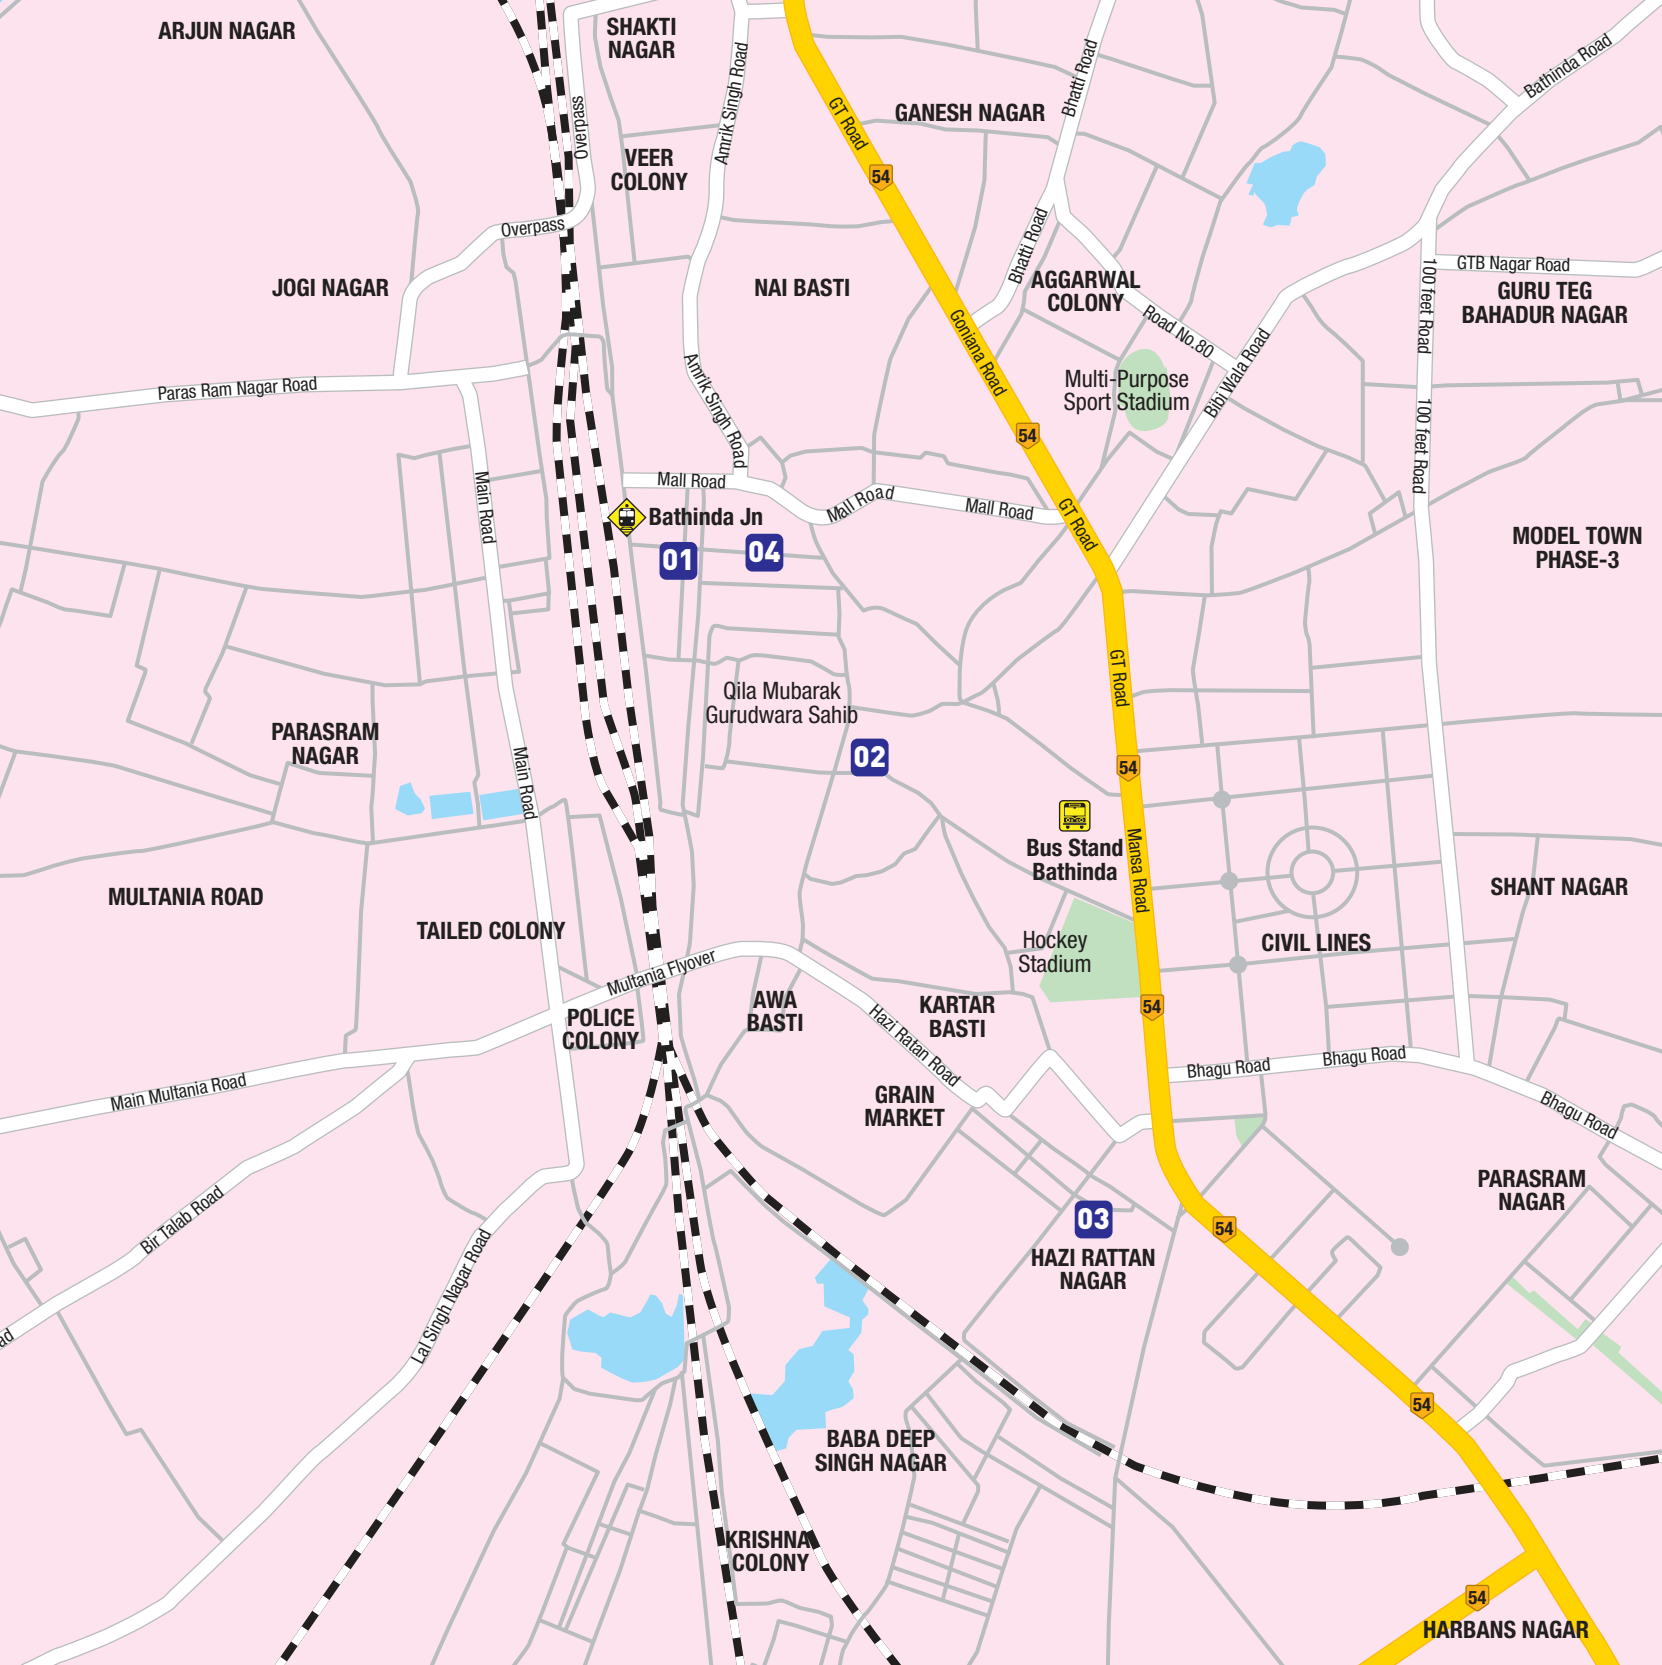 ARJUN NAGAR
SHAKTI
NAGAR
Amrik Singh Road
Overpass
GT Road
GANESH NAGAR
Bhatti Road
Bathinda Road
VEER
COLONY
54
Overpass
Bhatti Road
JOGI NAGAR
NAI BASTI
AGGARWAL
COLONY
100 feet Road
GTB Nagar Road
GURU TEG
BAHADUR NAGAR
Goniana Road
Road No.80
Bibi Wala Road
Paras Ram Nagar Road
Amrik Singh Road
Multi-Purpose
Sport Stadium
100 feet Road
54
Main Road
Mall Road
Mall Road
Mall Road
GT Road
Bathinda Jn
01
04
MODEL TOWN
PHASE-3
GT Road
Qila Mubarak
Gurudwara Sahib
PARASRAM
NAGAR
Main Road
02
54
Bus Stand
Bathinda
Mansa Road
MULTANIA ROAD
TAILED COLONY
SHANT NAGAR
Hockey
Stadium
CIVIL LINES
Multania Flyover
AWA
BASTI
KARTAR
BASTI
54
POLICE
COLONY
Hazi Ratan Road
Bhagu Road
Bhagu Road
Main Multania Road
GRAIN
MARKET
Bhagu Road
PARASRAM
NAGAR
Bir Talab Road
03
54
HAZI RATTAN
NAGAR
Lal Singh Nagar Road
ad
54
BABA DEEP
SINGH NAGAR
KRISHNA
COLONY
54
HARBANS NAGAR